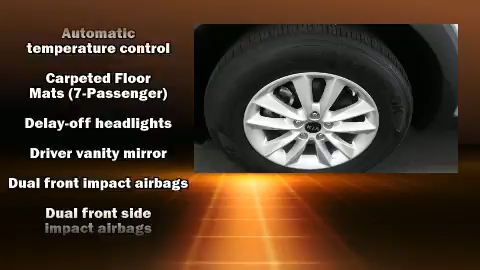 Automatic
temperature control
Carpeted Floor
Mats (7-Passenger)
Delay-off headlights
Driver vanity mirror
Dual front impact airbags
Dual front side
impact airbags
KIA